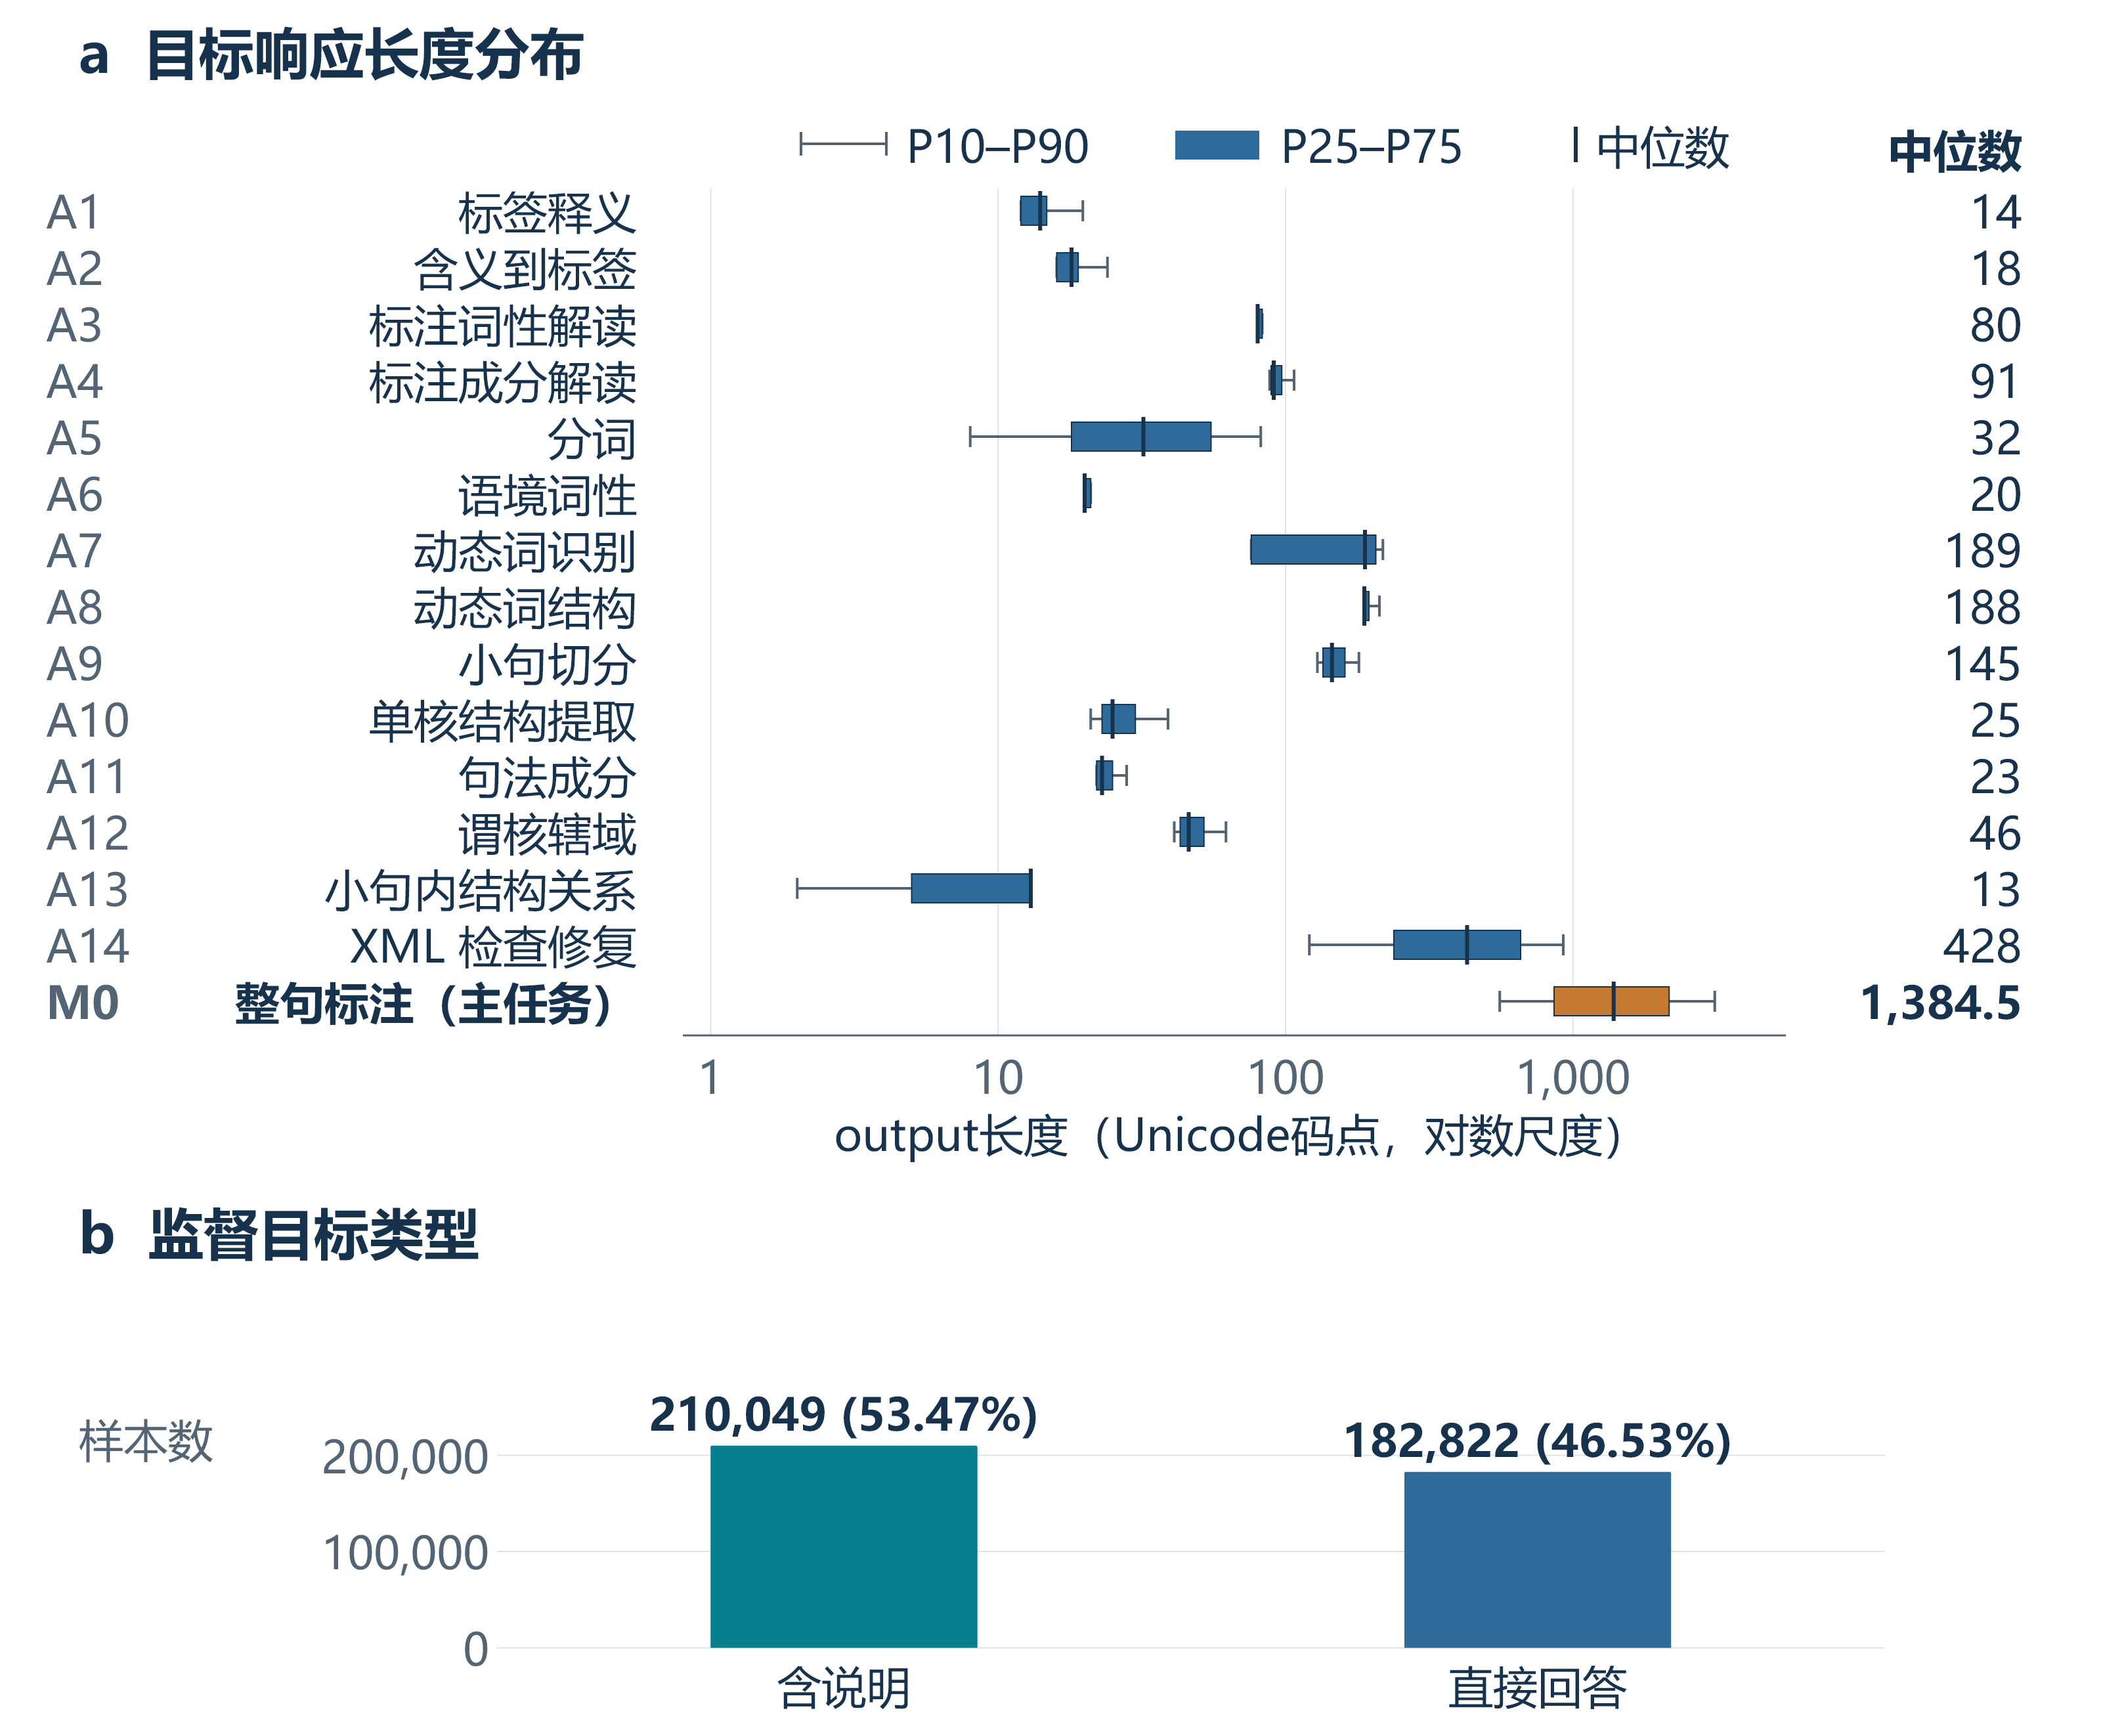 a 目标响应长度分布
P10–P90 P25–P75 中位数 中位数
A1 标签释义 14
A2 含义到标签 18
A3 标注词性解读 80
A4 标注成分解读 91
A5 分词 32
A6 语境词性 20
A7 动态词识别 189
A8 动态词结构 188
A9 小句切分 145
A10 单核结构提取 25
A11 句法成分 23
A12 谓核辖域 46
A13 小句内结构关系 13
A14 XML 检查修复 428
M0 整句标注（主任务） 1,384.5
1 10 100 1,000
output长度（Unicode码点，对数尺度）
b 监督目标类型
210,049 (53.47%)
182,822 (46.53%)
样本数
200,000
100,000
0
含说明 直接回答